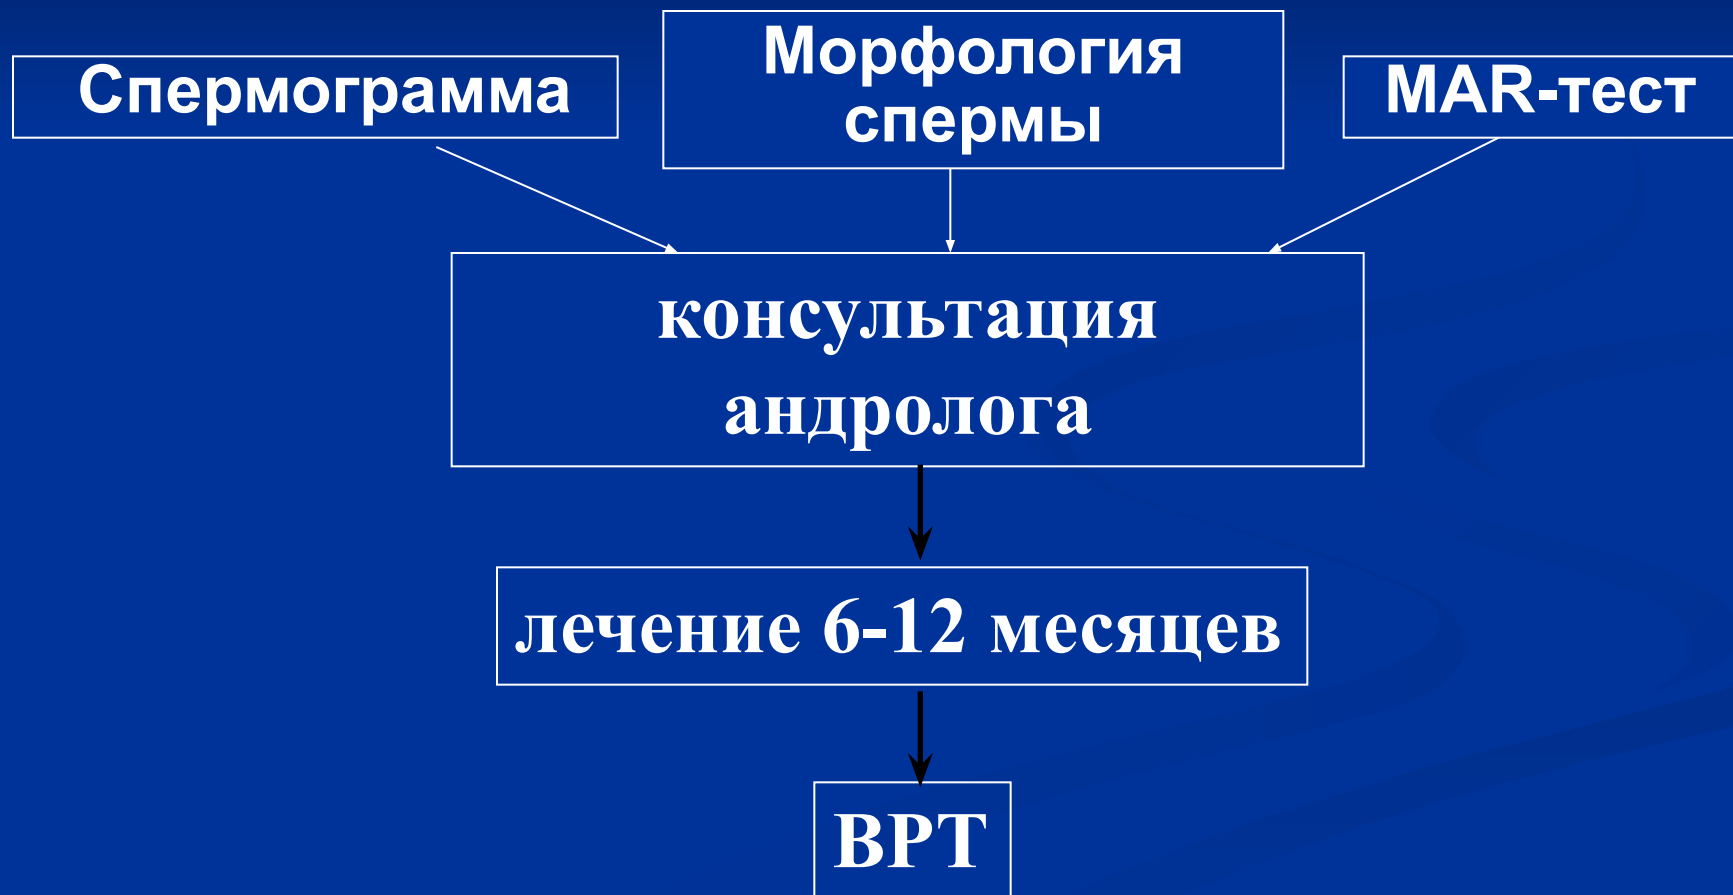 Спермограмма
Морфология
спермы
MAR-тест
консультация
андролога
лечение 6-12 месяцев
ВРТ